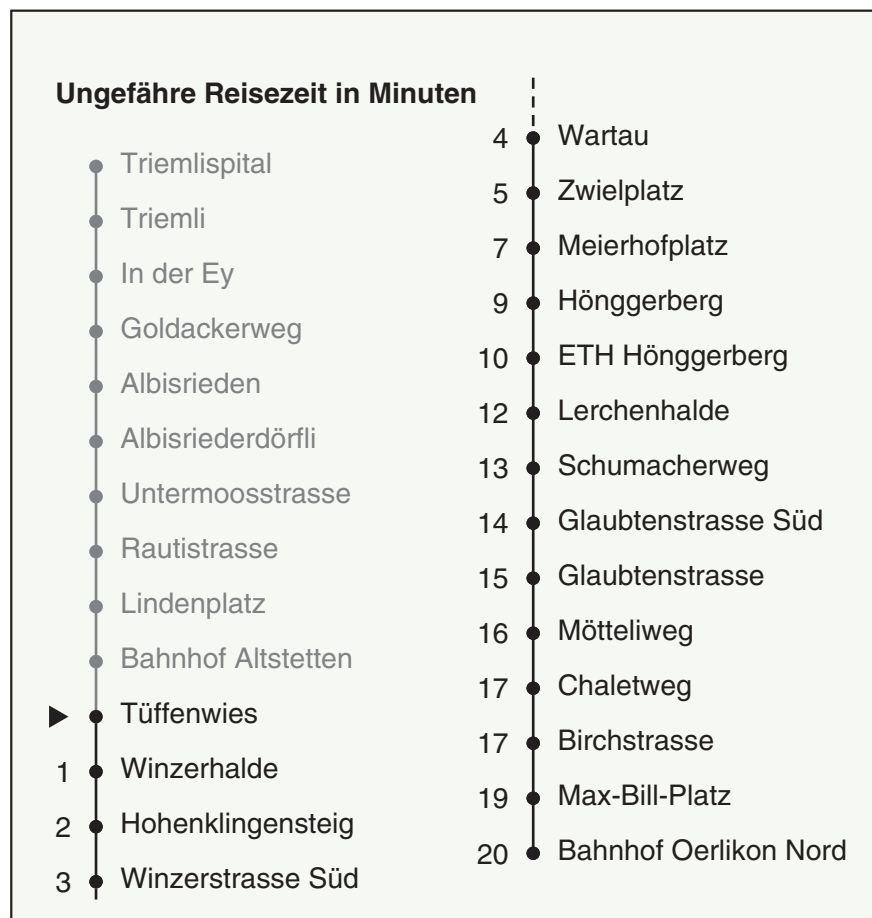 Ungefähre Reisezeit in Minuten
Triemlispital
Triemli
In der Ey
Goldackerweg
Albisrieden
Albisriederdörfli
Untermoosstrasse
Rautistrasse
Lindenplatz
Bahnhof Altstetten
Tüffenwies
1 Winzerhalde
2 Hohenklingensteig
3 Winzerstrasse Süd
4 Wartau
5 Zwielplatz
7 Meierhofplatz
9 Hönggerberg
10 ETH Hönggerberg
12 Lerchenhalde
13 Schumacherweg
14 Glaubtenstrasse Süd
15 Glaubtenstrasse
16 Mötteliweg
17 Chaletweg
17 Birchstrasse
19 Max-Bill-Platz
20 Bahnhof Oerlikon Nord